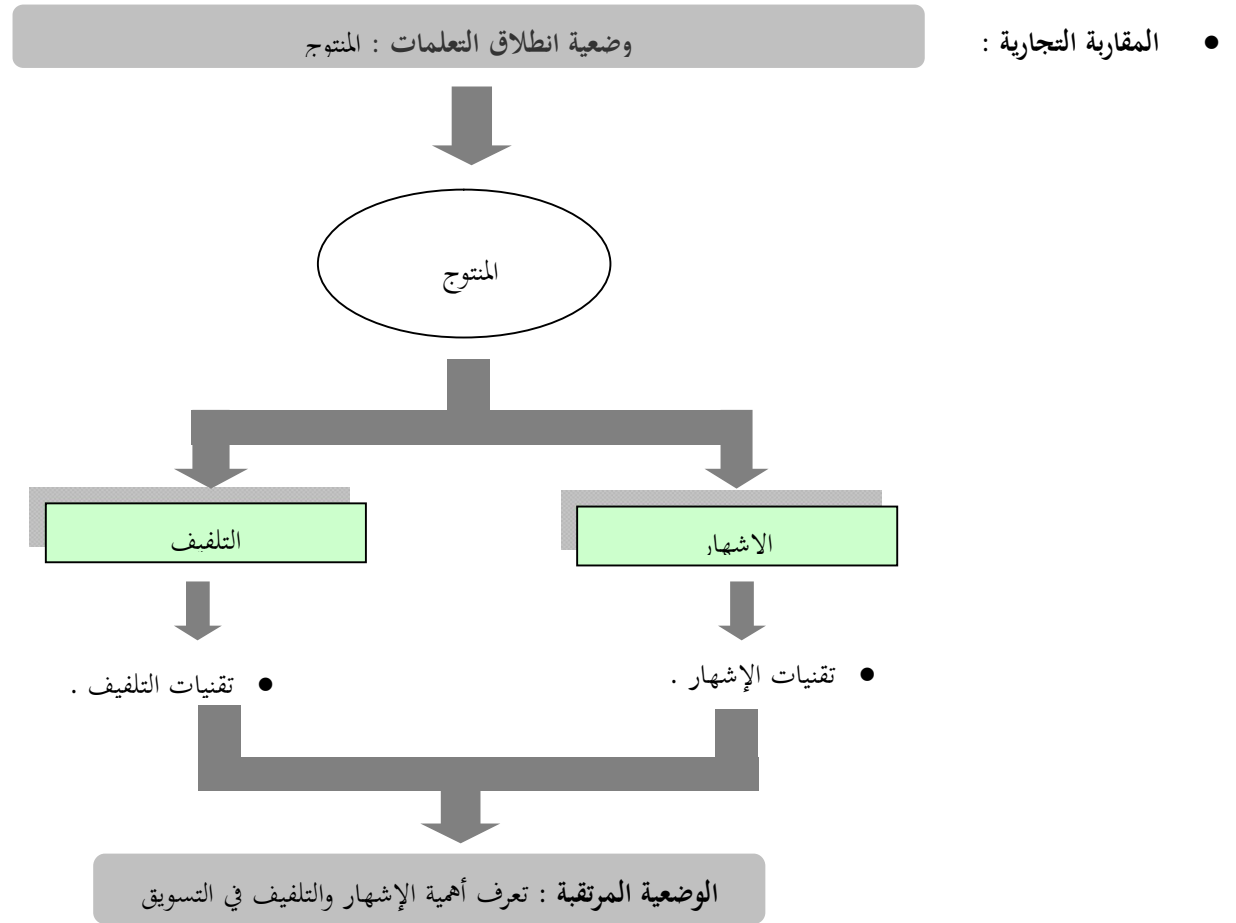 ● المقاربة التجارية :
وضعية انطلاق التعلمات : المنتوج
المنتوج
الاشهار
التلفيف
● تقنيات الإشهار .
● تقنيات التلفيف .
الوضعية المرتقبة : تعرف أهمية الإشهار والتلفيف في التسويق